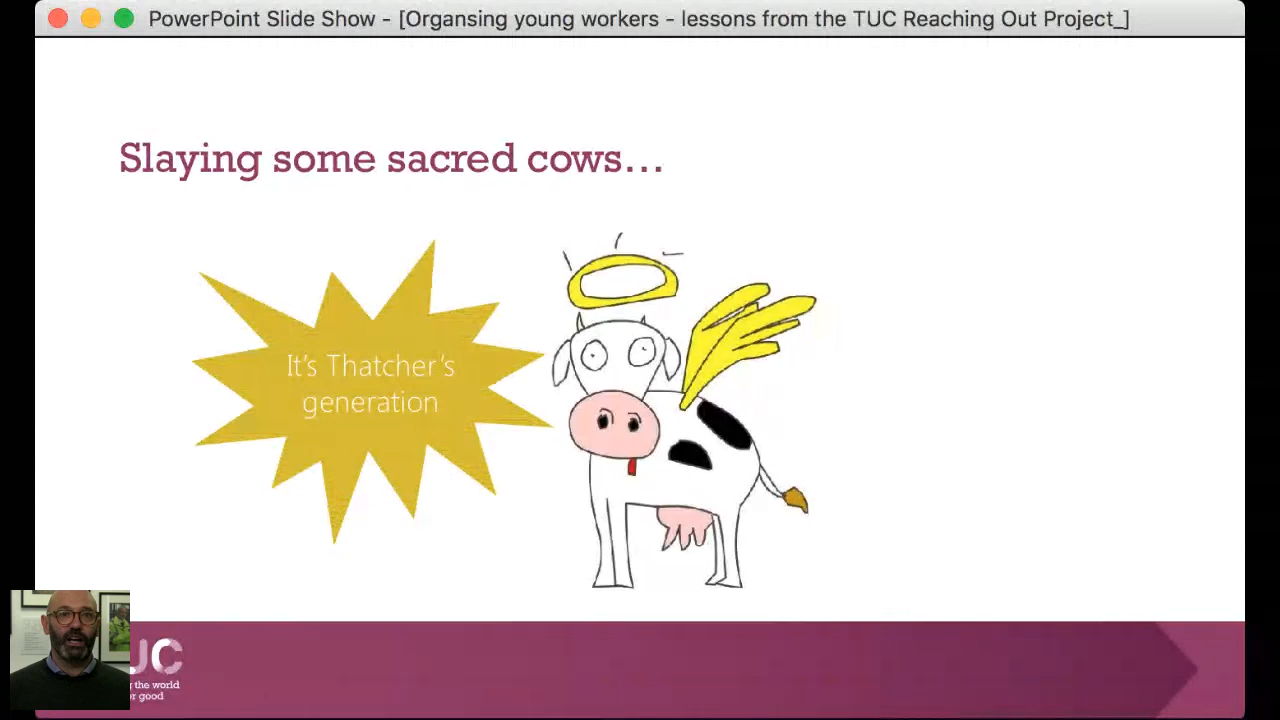 PowerPoint Slide Show - [Organsing young workers - lessons from the TUC Reaching Out Project_]
Slaying some sacred cows...
It's Thatcher's
generation
UC
the world
for good